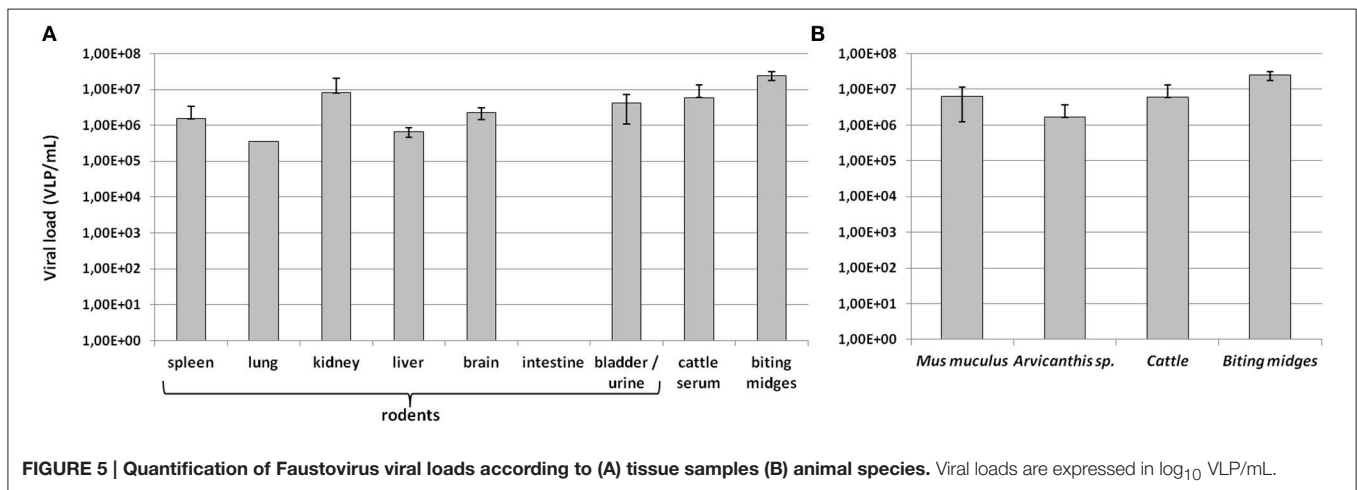 A
B
Viral load (VLP/mL)
1,00E+08
1,00E+07
1,00E+06
1,00E+05
1,00E+04
1,00E+03
1,00E+02
1,00E+01
1,00E+00
spleen lung kidney liver brain intestine bladder / urine cattle serum biting midges
rodents
1,00E+08
1,00E+07
1,00E+06
1,00E+05
1,00E+04
1,00E+03
1,00E+02
1,00E+01
1,00E+00
Mus muculus Arvicanthis sp. Cattle Biting midges
FIGURE 5 | Quantification of Faustovirus viral loads according to (A) tissue samples (B) animal species. Viral loads are expressed in log10 VLP/mL.